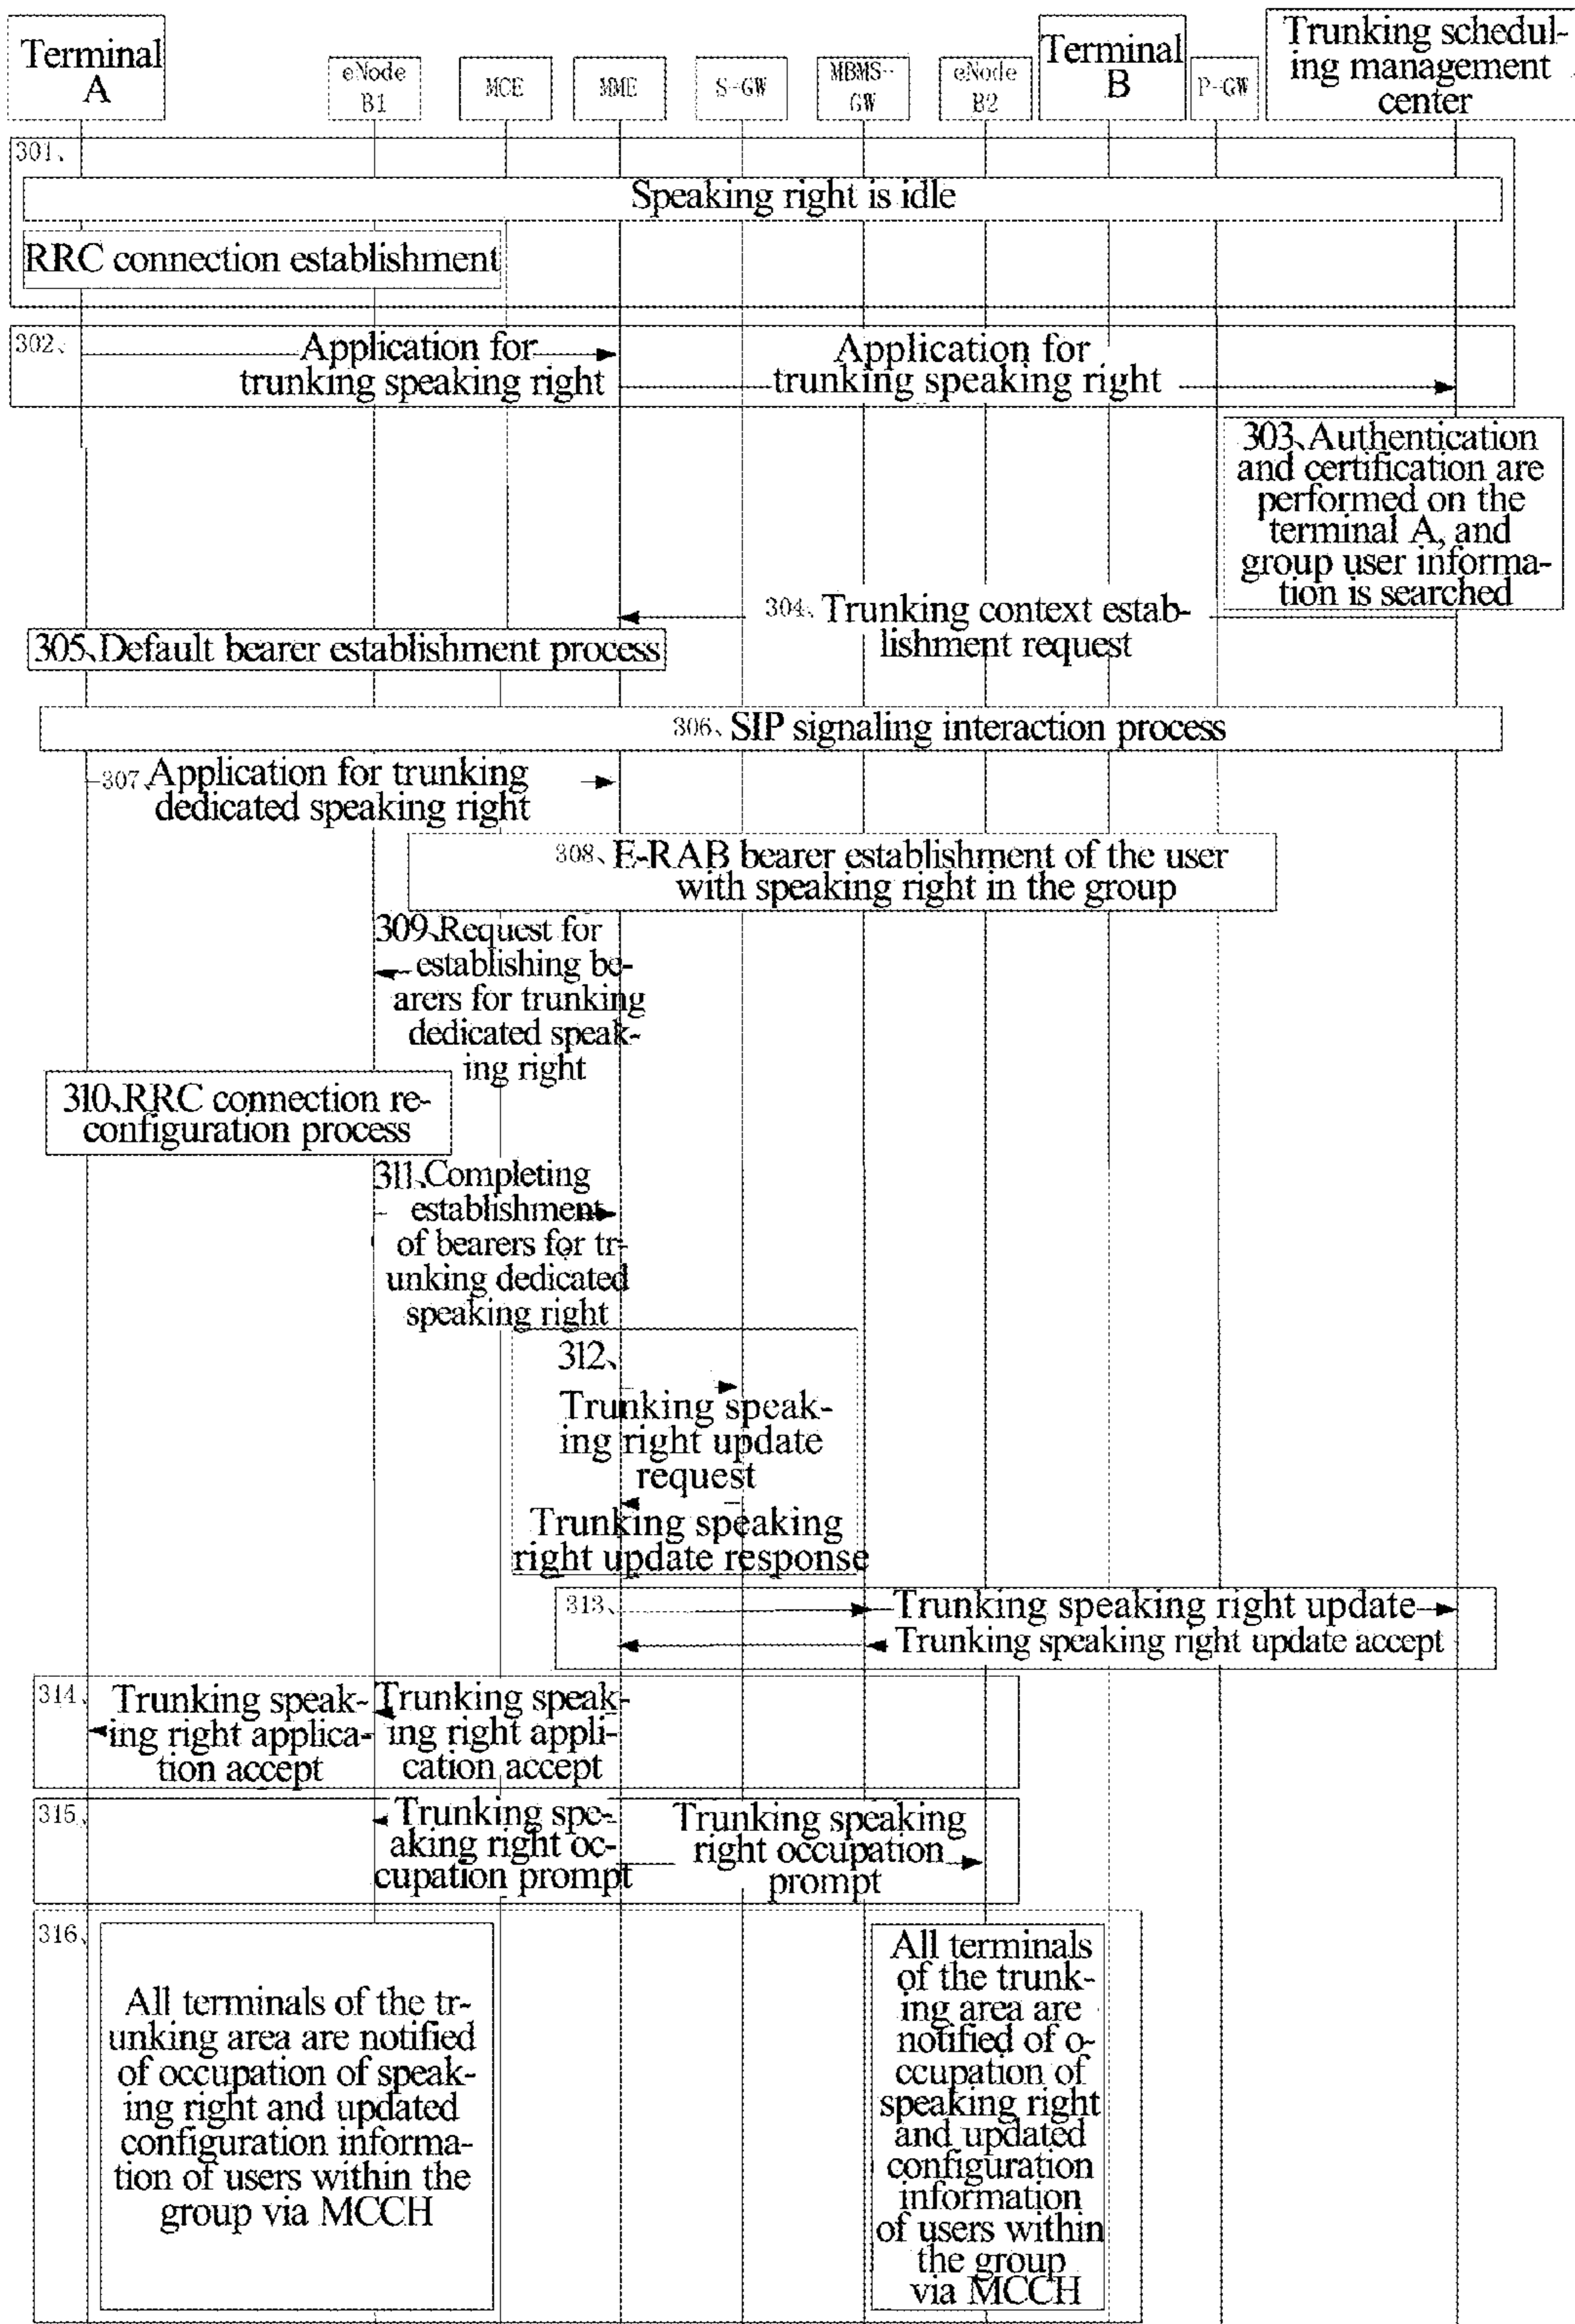 Terminal
A
eNode
B1
MCE
MME
S-GW
MBMS-
GW
eNode
B2
Terminal
B
P-GW
Trunking schedul-
ing management
center
301、
Speaking right is idle
RRC connection establishment
302、
Application for
trunking speaking right
Application for
trunking speaking right
303、Authentication
and certification are
performed on the
terminal A, and
group user informa-
tion is searched
304、Trunking context estab-
lishment request
305、Default bearer establishment process
306、SIP signaling interaction process
307、Application for trunking
dedicated speaking right
308、E-RAB bearer establishment of the user
with speaking right in the group
309、Request for
establishing be-
arers for trunking
dedicated speak-
ing right
310、RRC connection re-
configuration process
311、Completing
establishment
of bearers for tr-
unking dedicated
speaking right
312、
Trunking speak-
ing right update
request
Trunking speaking
right update response
313、
Trunking speaking right update
Trunking speaking right update accept
314、
Trunking speak-
ing right applica-
tion accept
Trunking speak-
ing right appli-
cation accept
315、
Trunking spe-
aking right oc-
cupation prompt
Trunking speaking
right occupation
prompt
316、
All terminals of the tr-
unking area are notified
of occupation of speak-
ing right and updated
configuration informa-
tion of users within the
group via MCCH
All terminals
of the trunk-
ing area are
notified of o-
ccupation of
speaking right
and updated
configuration
information
of users within
the group
via MCCH